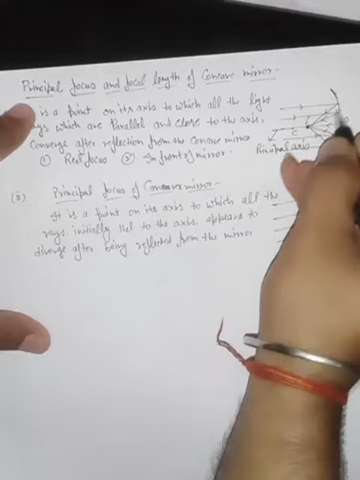 Principal focus and focal length of Concave mirror -
is a point on its axis to which all the light
rays which are Parallel and close to the axis,
Converge after reflection from the concave mirror
① Real focus ② In front of mirror.
C
Principal axis
(ii) Principal focus of Convex mirror -
It is a point on its axis to which all the
rays initially 11el to the axis, appears to
diverge after being reflected from the mirror